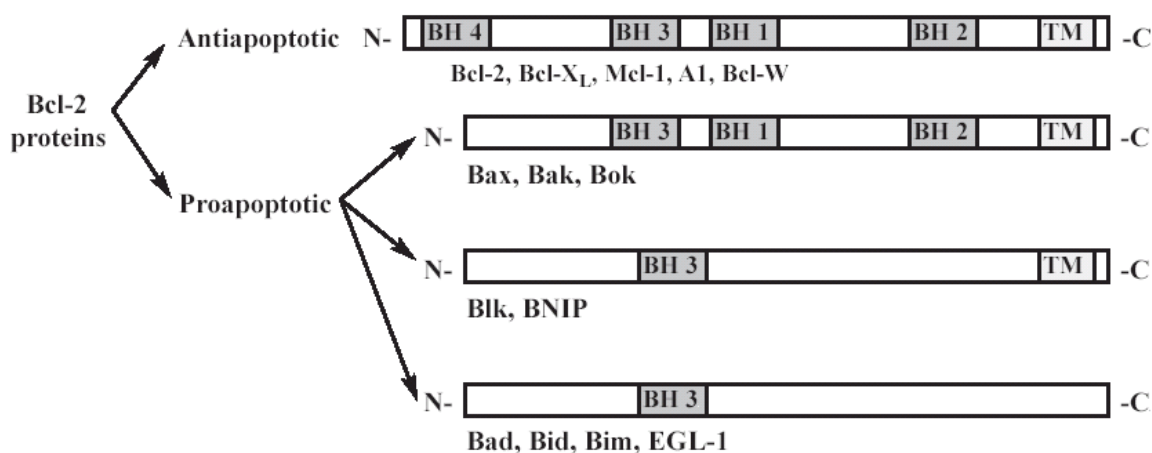 Antiapoptotic N- BH 4 BH 3 BH 1 BH 2 TM -C
Bcl-2, Bcl-XL, Mcl-1, A1, Bcl-W
Bcl-2
proteins
N- BH 3 BH 1 BH 2 TM -C
Bax, Bak, Bok
Proapoptotic
N- BH 3 TM -C
Blk, BNIP
N- BH 3 -C
Bad, Bid, Bim, EGL-1